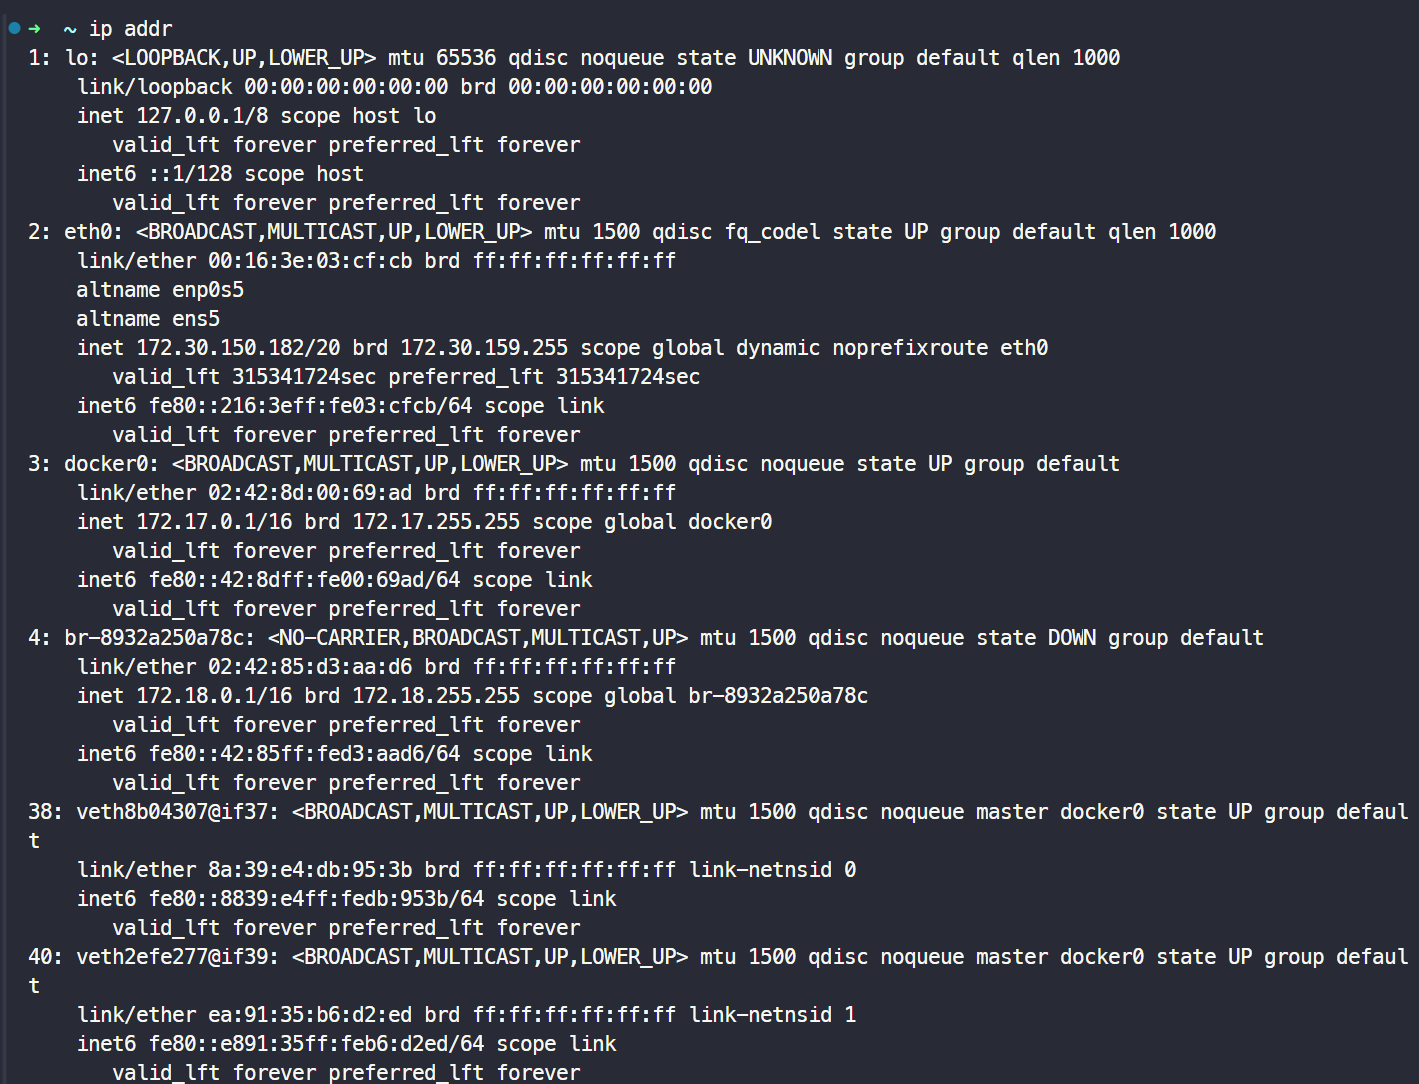 ➜  ~ ip addr
1: lo: <LOOPBACK,UP,LOWER_UP> mtu 65536 qdisc noqueue state UNKNOWN group default qlen 1000
    link/loopback 00:00:00:00:00:00 brd 00:00:00:00:00:00
    inet 127.0.0.1/8 scope host lo
       valid_lft forever preferred_lft forever
    inet6 ::1/128 scope host
       valid_lft forever preferred_lft forever
2: eth0: <BROADCAST,MULTICAST,UP,LOWER_UP> mtu 1500 qdisc fq_codel state UP group default qlen 1000
    link/ether 00:16:3e:03:cf:cb brd ff:ff:ff:ff:ff:ff
    altname enp0s5
    altname ens5
    inet 172.30.150.182/20 brd 172.30.159.255 scope global dynamic noprefixroute eth0
       valid_lft 315341724sec preferred_lft 315341724sec
    inet6 fe80::216:3eff:fe03:cfcb/64 scope link
       valid_lft forever preferred_lft forever
3: docker0: <BROADCAST,MULTICAST,UP,LOWER_UP> mtu 1500 qdisc noqueue state UP group default
    link/ether 02:42:8d:00:69:ad brd ff:ff:ff:ff:ff:ff
    inet 172.17.0.1/16 brd 172.17.255.255 scope global docker0
       valid_lft forever preferred_lft forever
    inet6 fe80::42:8dff:fe00:69ad/64 scope link
       valid_lft forever preferred_lft forever
4: br-8932a250a78c: <NO-CARRIER,BROADCAST,MULTICAST,UP> mtu 1500 qdisc noqueue state DOWN group default
    link/ether 02:42:85:d3:aa:d6 brd ff:ff:ff:ff:ff:ff
    inet 172.18.0.1/16 brd 172.18.255.255 scope global br-8932a250a78c
       valid_lft forever preferred_lft forever
    inet6 fe80::42:85ff:fed3:aad6/64 scope link
       valid_lft forever preferred_lft forever
38: veth8b04307@if37: <BROADCAST,MULTICAST,UP,LOWER_UP> mtu 1500 qdisc noqueue master docker0 state UP group defaul
t
    link/ether 8a:39:e4:db:95:3b brd ff:ff:ff:ff:ff:ff link-netnsid 0
    inet6 fe80::8839:e4ff:fedb:953b/64 scope link
       valid_lft forever preferred_lft forever
40: veth2efe277@if39: <BROADCAST,MULTICAST,UP,LOWER_UP> mtu 1500 qdisc noqueue master docker0 state UP group defaul
t
    link/ether ea:91:35:b6:d2:ed brd ff:ff:ff:ff:ff:ff link-netnsid 1
    inet6 fe80::e891:35ff:feb6:d2ed/64 scope link
       valid_lft forever preferred_lft forever